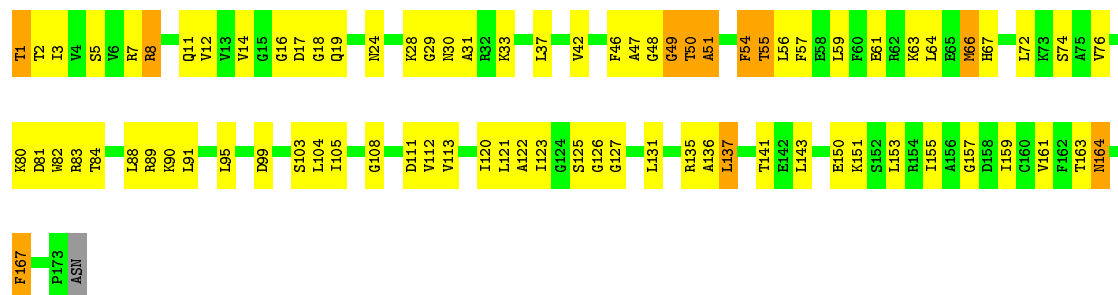 T1 T2 I3 V4 S5 V6 R7 R8 Q11 V12 V13 V14 G15 G16 D17 G18 Q19 N24 K28 G29 N30 A31 R32 K33 L37 V42 F46 A47 G48 G49 T50 A51 F54 T55 L56 F57 E58 L59 F60 E61 R62 K63 L64 E65 M66 H67 L72 K73 S74 A75 V76
K80 D81 W82 R83 T84 L88 R89 K90 L91 L95 D99 S103 L104 I105 G108 D111 V112 V113 I120 L121 A122 I123 G124 S125 G126 G127 L131 R135 A136 L137 T141 E142 L143 E150 K151 S152 L153 R154 I155 A156 G157 D158 I159 C160 V161 F162 T163 N164
F167 P173 ASN